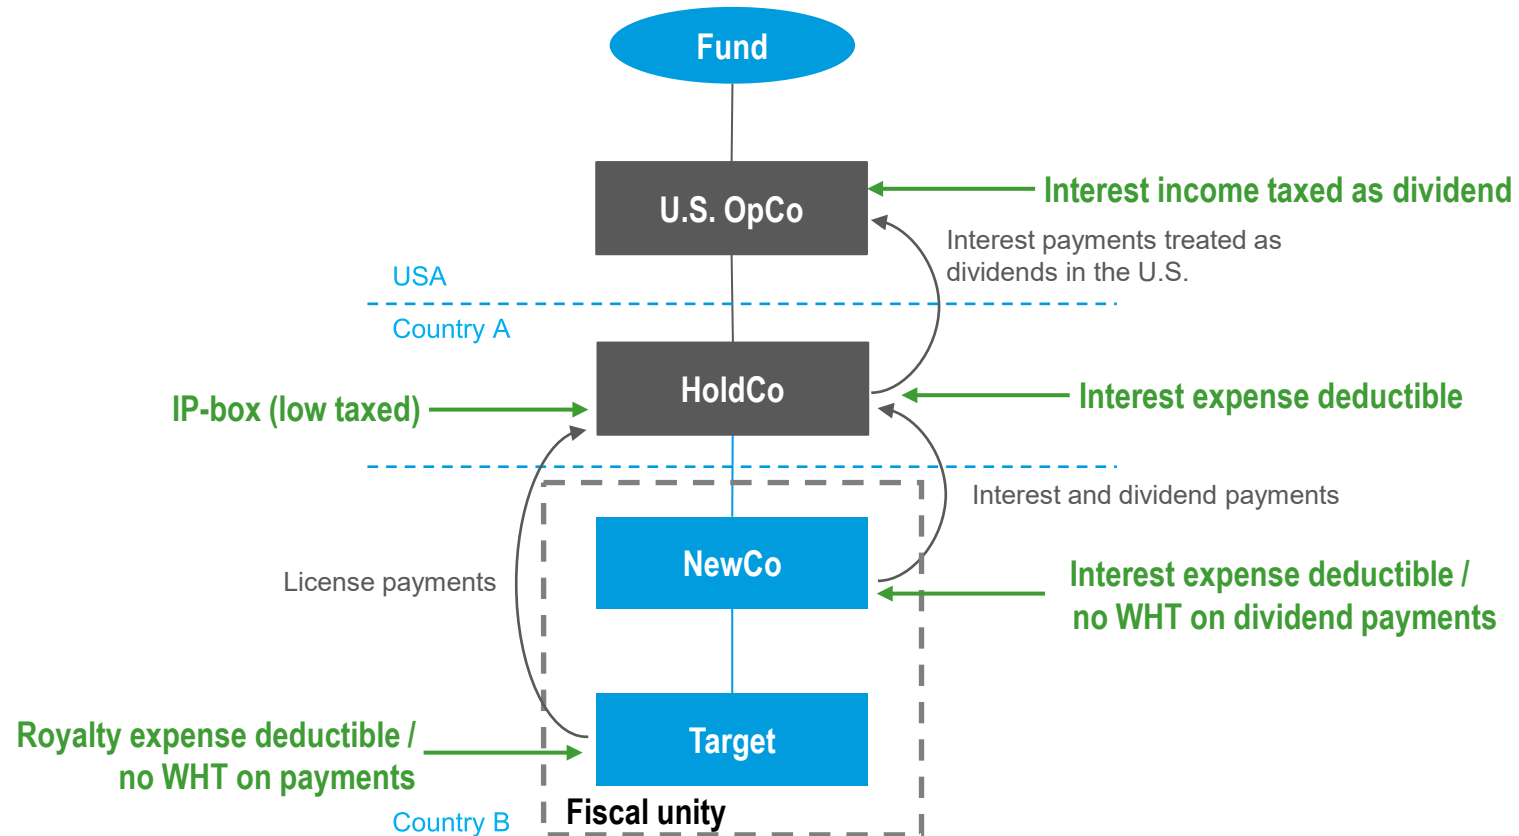 Fund
U.S. OpCo
Interest income taxed as dividend
Interest payments treated as
dividends in the U.S.
USA
Country A
HoldCo
IP-box (low taxed)
Interest expense deductible
Interest and dividend payments
NewCo
License payments
Interest expense deductible /
no WHT on dividend payments
Target
Royalty expense deductible /
no WHT on payments
Fiscal unity
Country B